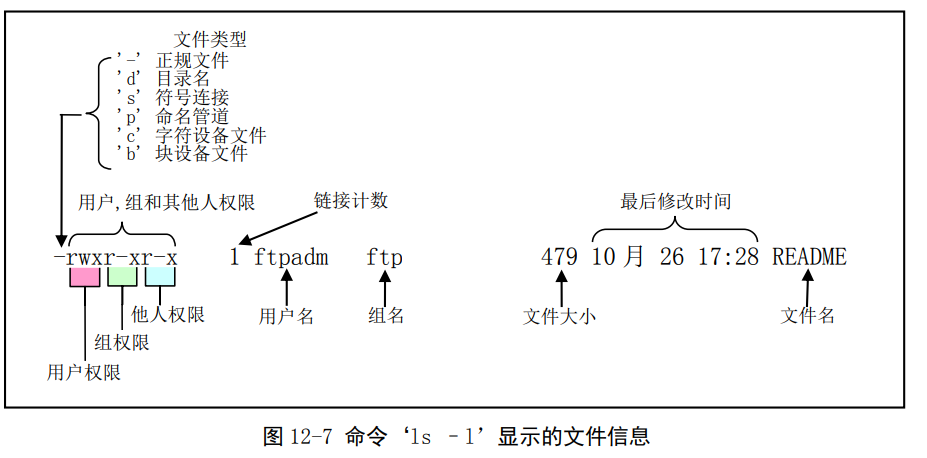 文件类型
'-' 正规文件
'd' 目录名
's' 符号连接
'p' 命名管道
'c' 字符设备文件
'b' 块设备文件
用户,组和其他人权限
链接计数
最后修改时间
-rwxr-xr-x 1 ftpadm ftp 479 10月 26 17:28 README
他人权限 用户名 组名 文件大小 文件名
组权限
用户权限
图 12-7 命令‘ls –l’显示的文件信息